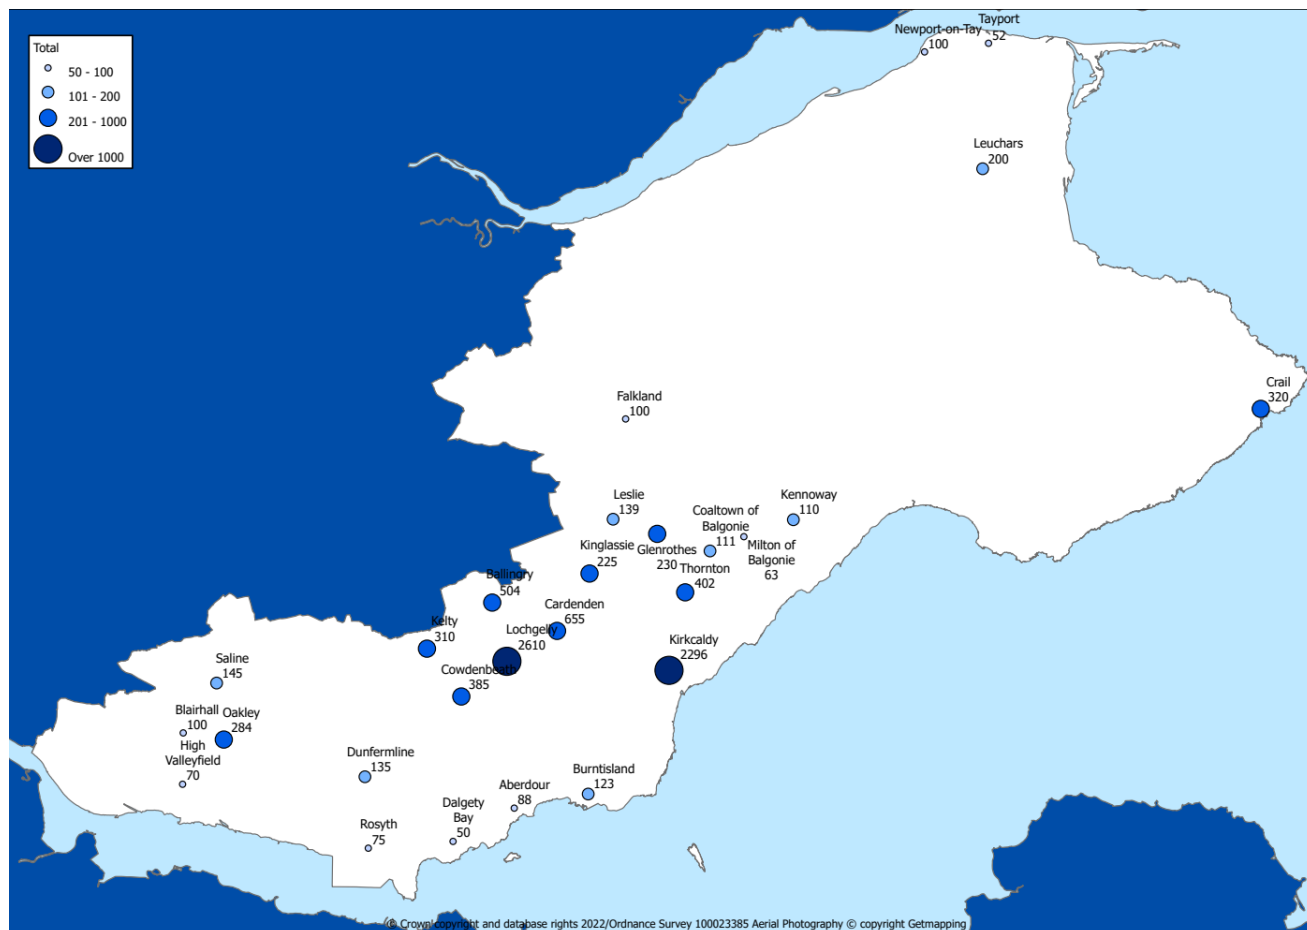 Total
50 - 100
101 - 200
201 - 1000
Over 1000
Tayport
52
Newport-on-Tay
100
Leuchars
200
Crail
320
Falkland
100
Leslie
139
Coaltown of
Balgonie
111
Kennoway
110
Milton of
Balgonie
63
Glenrothes
230
Kinglassie
225
Thornton
402
Ballingry
504
Cardenden
655
Kelty
310
Lochgelly
2610
Kirkcaldy
2296
Cowdenbeath
385
Saline
145
Blairhall
100
Oakley
284
High
Valleyfield
70
Dunfermline
135
Burntisland
123
Aberdour
88
Dalgety
Bay
50
Rosyth
75
© Crown copyright and database rights 2022/Ordnance Survey 100023385 Aerial Photography © copyright Getmapping